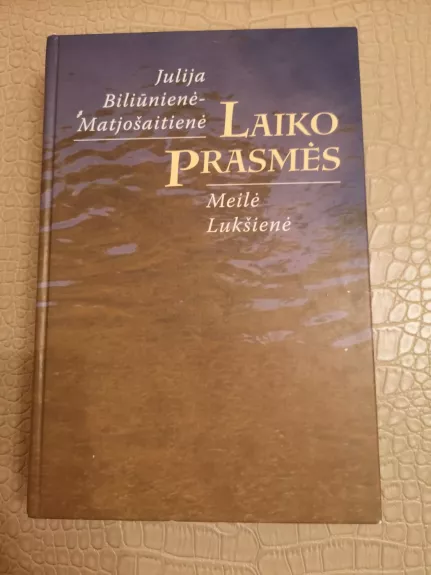 Julija
Biliūnienė-
Matjošaitienė
LAIKO
PRASMĖS
Meilė
Lukšienė